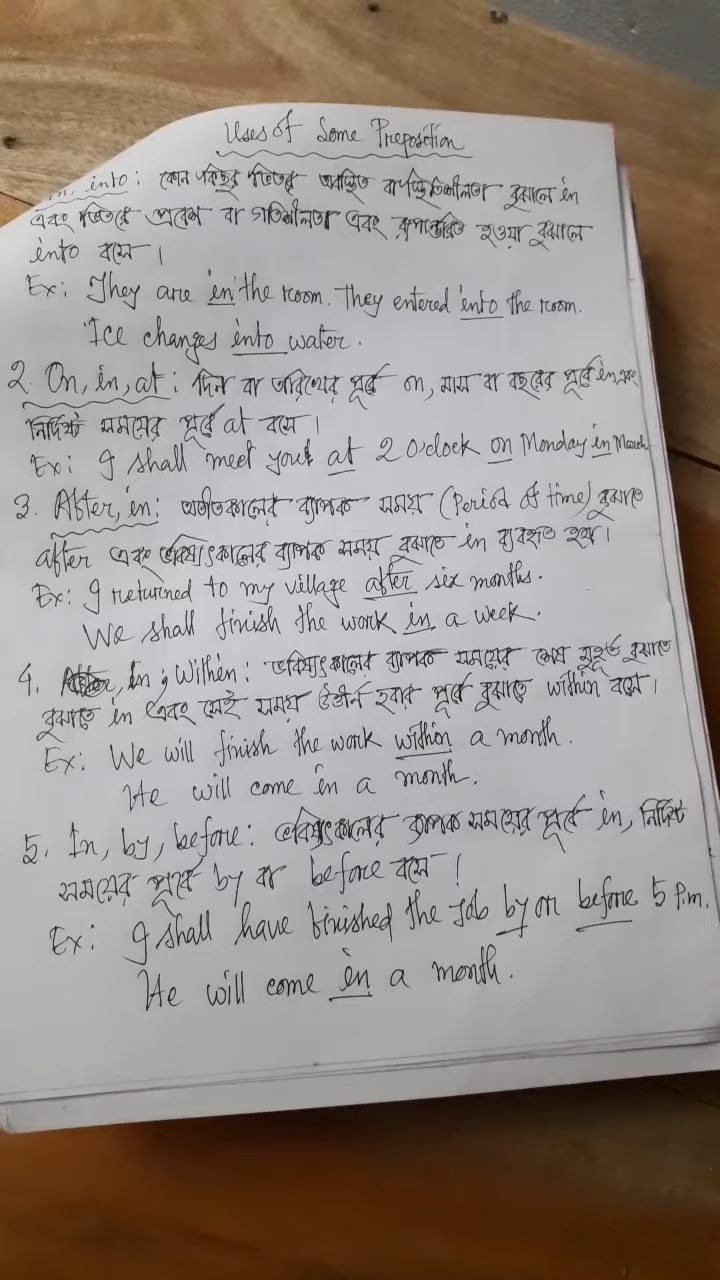 Uses of Some Preposition
in, into: কোন কিছুর ভিতরে অবস্থিত বা স্থিতিশীলতা বুঝালে in
এবং ভিতরে প্রবেশ বা গতিশীলতা এবং রূপান্তরিত হওয়া বুঝালে
into বসে।
Ex: They are in the room. They entered into the room.
Ice changes into water.
2. On, in, at: দিন বা তারিখের পূর্বে on, মাস বা বছরের পূর্বে in এবং
নির্দিষ্ট সময়ের পূর্বে at বসে।
Ex: I shall meet you at 2 O'clock on Monday in March
3. After, in: অতীতকালের ব্যাপক সময় (Period of time) বুঝাতে
after এবং ভবিষ্যৎকালের ব্যাপক সময় বুঝাতে in ব্যবহৃত হয়।
Ex: I returned to my village after six months.
We shall finish the work in a week.
4. In, Within: ভবিষ্যৎকালের ব্যাপক সময়ের শেষ মুহূর্ত বুঝাতে
বুঝাতে in এবং সেই সময় উত্তীর্ন হবার পূর্বে বুঝাতে within বসে।
Ex: We will finish the work within a month.
He will come in a month.
5. In, by, before: ভবিষ্যৎকালের ব্যাপক সময়ের পূর্বে in, নির্দিষ্ট
সময়ের পূর্বে by বা before বসে।
Ex: I shall have finished the job by or before 5 P.m.
He will come in a month.